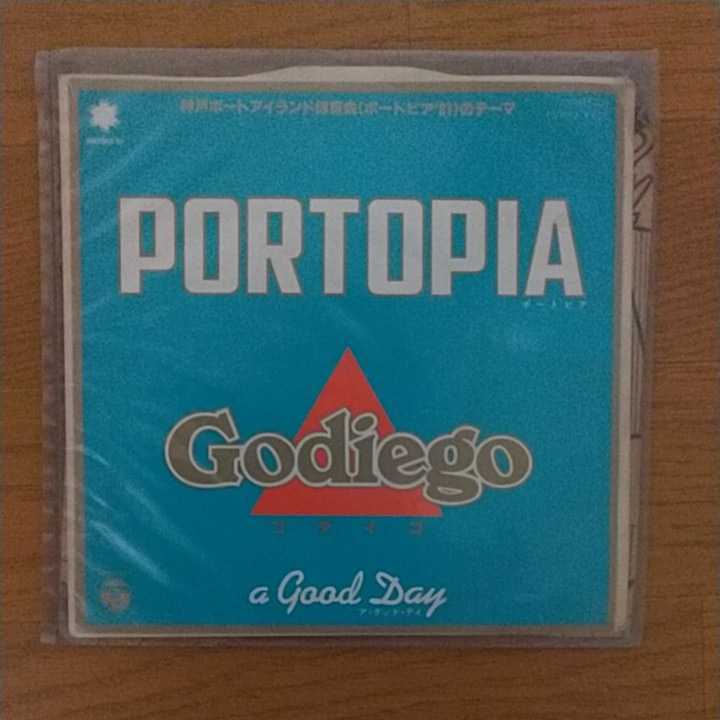 神戸ポートアイランド博覧会(ポートピア'81)のテーマ
PORTOPIA
ポートピア
Godiego
ゴダイゴ
a Good Day
ア・グッド・デイ